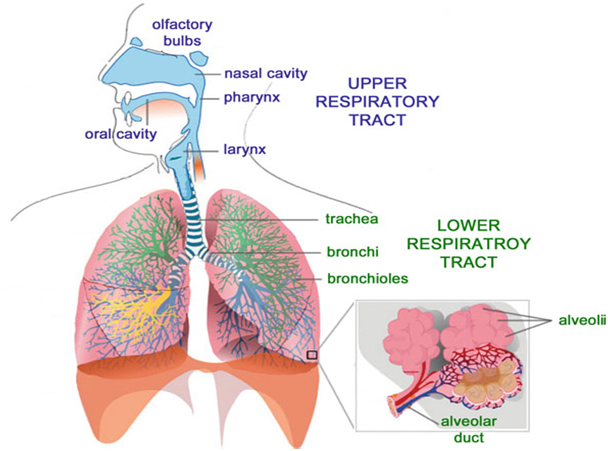 olfactory
bulbs
nasal cavity
pharynx
UPPER
RESPIRATORY
TRACT
oral cavity
larynx
trachea
LOWER
RESPIRATROY
TRACT
bronchi
bronchioles
alveolii
alveolar
duct